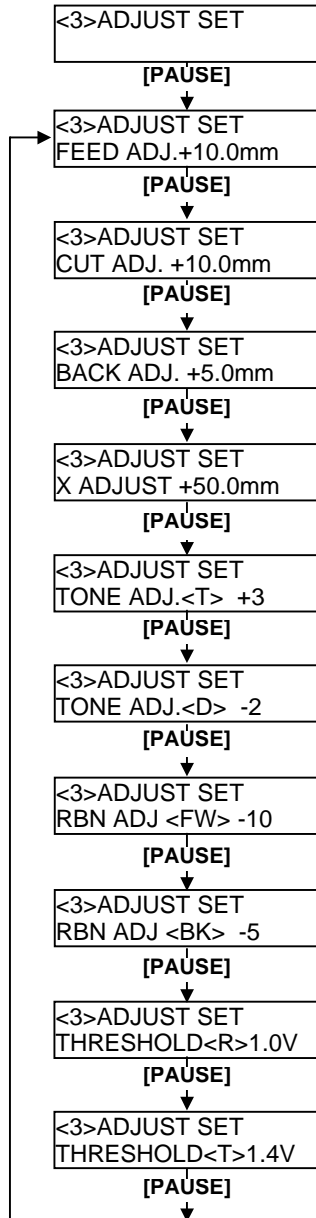 <3>ADJUST SET
[PAUSE]
<3>ADJUST SET
FEED ADJ.+10.0mm
[PAUSE]
<3>ADJUST SET
CUT ADJ. +10.0mm
[PAUSE]
<3>ADJUST SET
BACK ADJ. +5.0mm
[PAUSE]
<3>ADJUST SET
X ADJUST +50.0mm
[PAUSE]
<3>ADJUST SET
TONE ADJ.<T> +3
[PAUSE]
<3>ADJUST SET
TONE ADJ.<D> -2
[PAUSE]
<3>ADJUST SET
RBN ADJ <FW> -10
[PAUSE]
<3>ADJUST SET
RBN ADJ <BK> -5
[PAUSE]
<3>ADJUST SET
THRESHOLD<R>1.0V
[PAUSE]
<3>ADJUST SET
THRESHOLD<T>1.4V
[PAUSE]